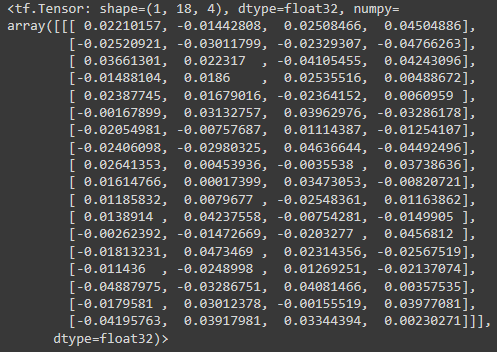 <tf.Tensor: shape=(1, 18, 4), dtype=float32, numpy=
array([[[ 0.02210157, -0.01442808,  0.02508466,  0.04504886],
        [-0.02520921, -0.03011799, -0.02329307, -0.04766263],
        [ 0.03661301,  0.022317  , -0.04105455,  0.04243096],
        [-0.01488104,  0.0186    ,  0.02535516,  0.00488672],
        [ 0.02387745,  0.01679016, -0.02364152,  0.0060959 ],
        [-0.00167899,  0.03132757,  0.03962976, -0.03286178],
        [-0.02054981, -0.00757687,  0.01114387, -0.01254107],
        [-0.02406098, -0.02980325,  0.04636644, -0.04492496],
        [ 0.02641353,  0.00453936, -0.0035538 ,  0.03738636],
        [ 0.01614766,  0.00017399,  0.03473053, -0.00820721],
        [ 0.01185832,  0.0079677 , -0.02548361,  0.01163862],
        [ 0.0138914 ,  0.04237558, -0.00754281, -0.0149905 ],
        [-0.00262392, -0.01472669, -0.0203277 ,  0.0456812 ],
        [-0.01813231,  0.0473469 ,  0.02314356, -0.02567519],
        [-0.011436  , -0.0248998 ,  0.01269251, -0.02137074],
        [-0.04887975, -0.03286751,  0.04081466,  0.00357535],
        [-0.0179581 ,  0.03012378, -0.00155519,  0.03977081],
        [-0.04195763,  0.03917981,  0.03344394,  0.00230271]]],
      dtype=float32)>